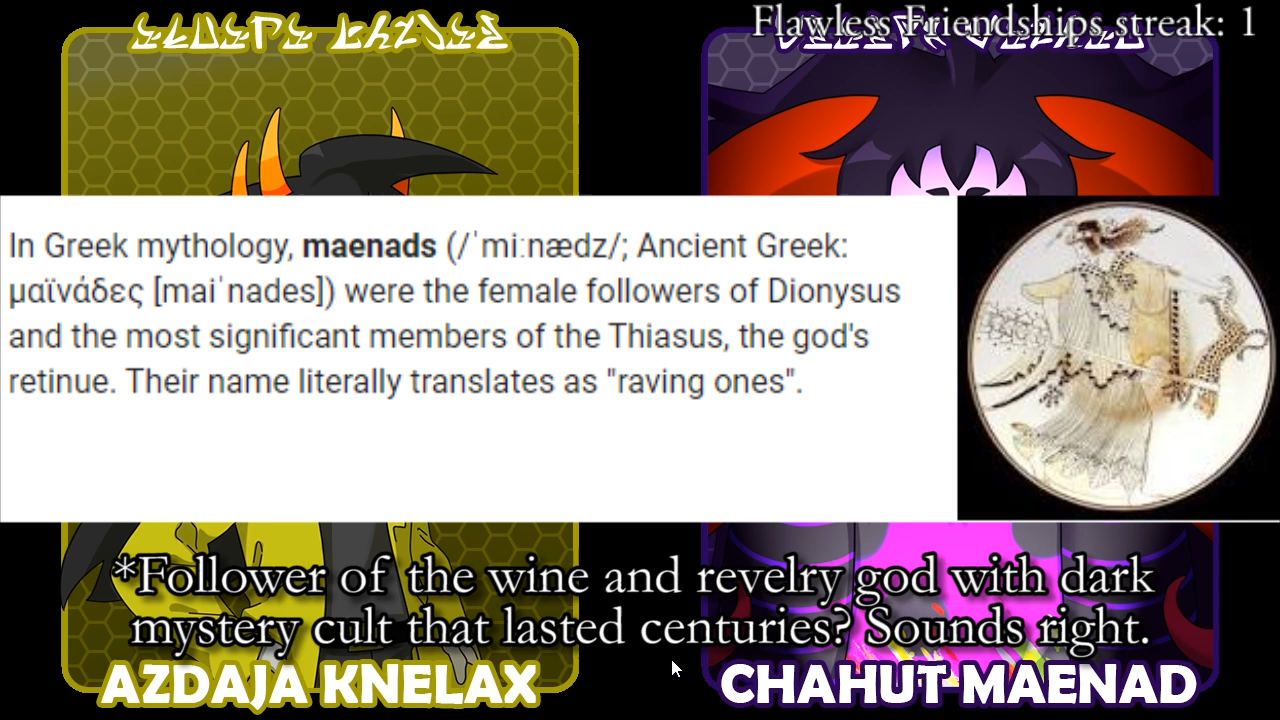 Flawless Friendships streak: 1
In Greek mythology, maenads (/ˈmiːnædz/; Ancient Greek:
μαϊνάδες [maiˈnades]) were the female followers of Dionysus
and the most significant members of the Thiasus, the god's
retinue. Their name literally translates as "raving ones".
*Follower of the wine and revelry god with dark
mystery cult that lasted centuries? Sounds right.
AZDAJA KNELAX
CHAHUT MAENAD